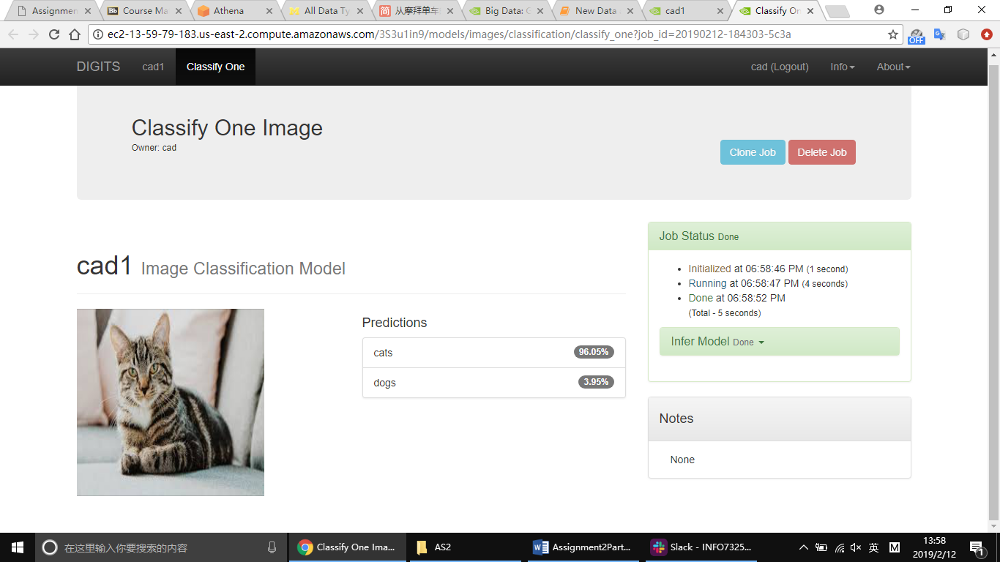 Assignmen
Course Ma
Athena
All Data Ty
从摩拜单车
Big Data: G
New Data
cad1
Classify On
ec2-13-59-79-183.us-east-2.compute.amazonaws.com/3S3u1in9/models/images/classification/classify_one?job_id=20190212-184303-5c3a
OFF
DIGITS cad1 Classify One cad (Logout) Info About
Classify One Image
Owner: cad
Clone Job Delete Job
cad1 Image Classification Model
Predictions
cats 96.05%
dogs 3.95%
Job Status Done
Initialized at 06:58:46 PM (1 second)
Running at 06:58:47 PM (4 seconds)
Done at 06:58:52 PM
(Total - 5 seconds)
Infer Model Done
Notes
None
在这里输入你要搜索的内容
Classify One Ima...
AS2
Assignment2Part...
Slack - INFO7325...
英
M
13:58
2019/2/12
1